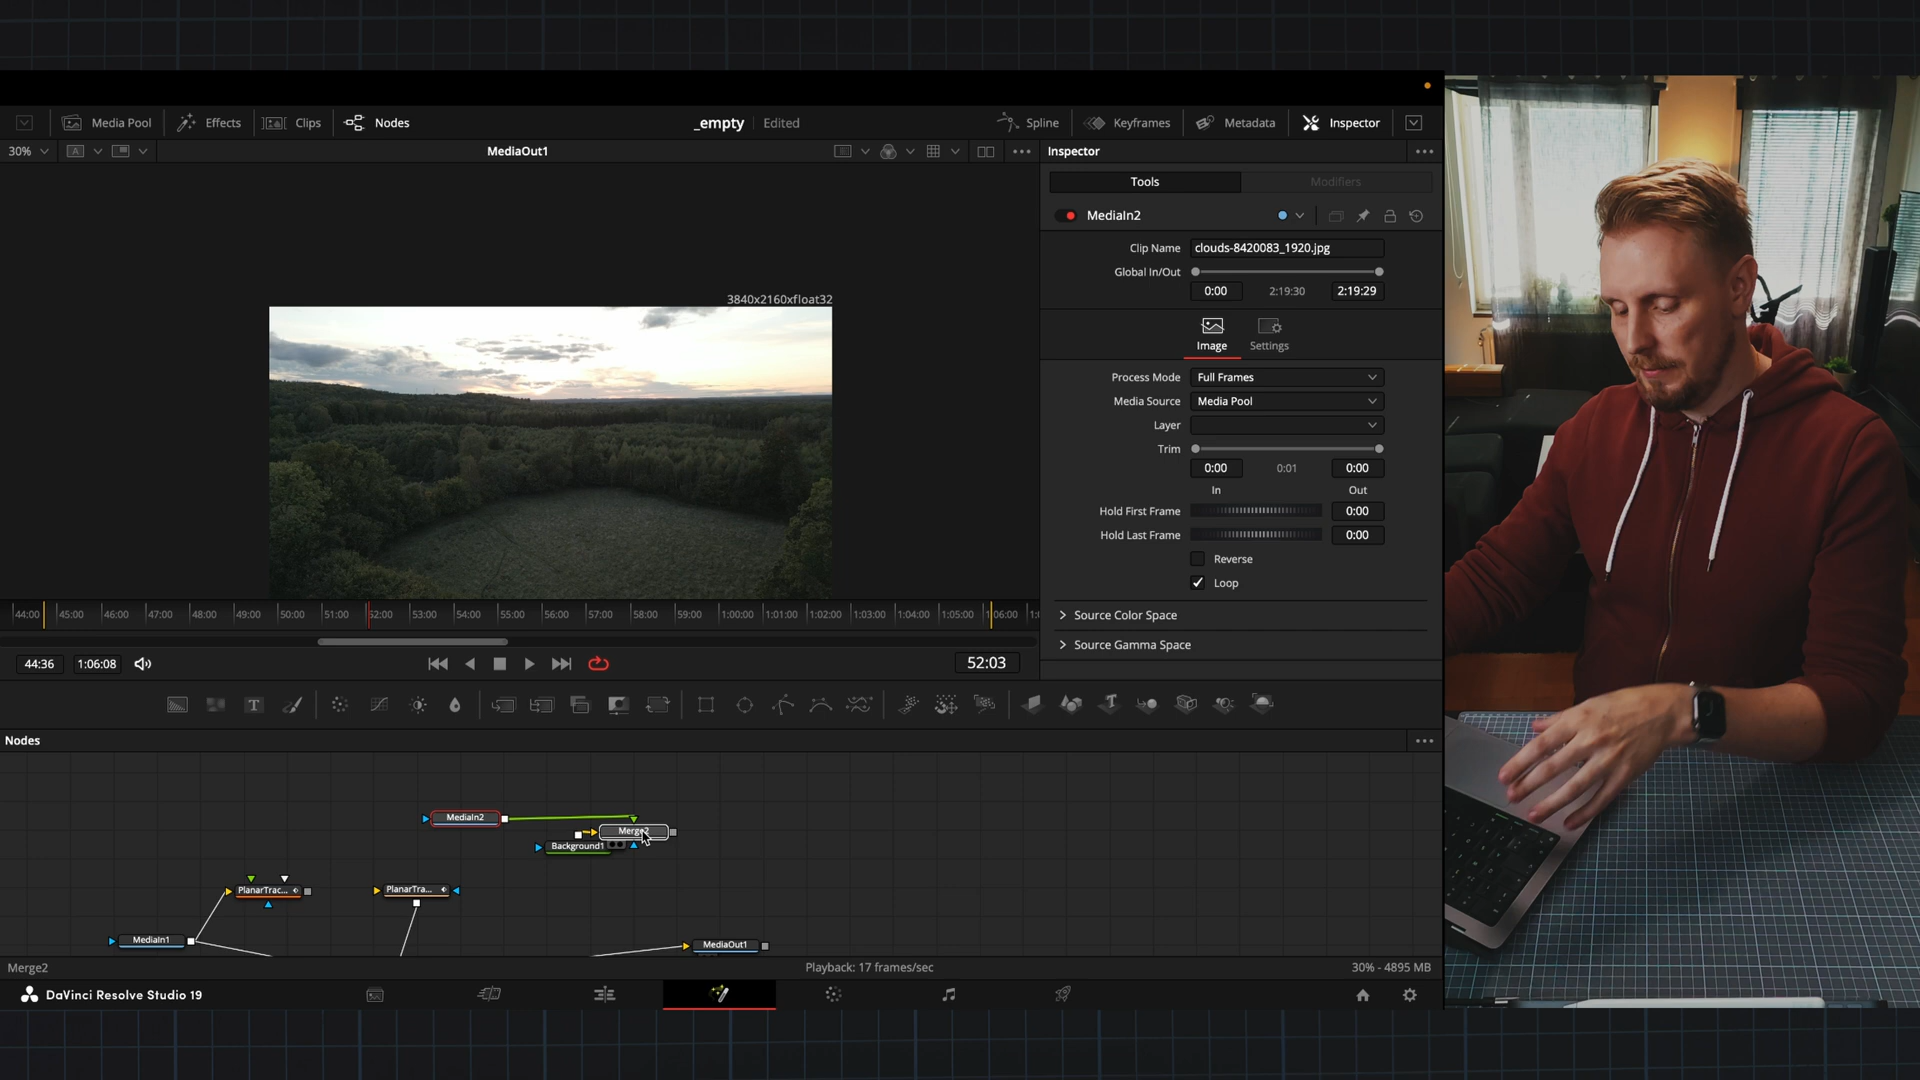 Media Pool Effects Clips Nodes _empty Edited Spline Keyframes Metadata Inspector
30% A MediaOut1 Inspector
Tools Modifiers
MediaIn2
Clip Name clouds-8420083_1920.jpg
Global In/Out
0:00 2:19:30 2:19:29
3840x2160xfloat32
Image Settings
Process Mode Full Frames
Media Source Media Pool
Layer
Trim
0:00 0:01 0:00
In Out
Hold First Frame 0:00
Hold Last Frame 0:00
Reverse
Loop
Source Color Space
Source Gamma Space
44:00 45:00 46:00 47:00 48:00 49:00 50:00 51:00 52:00 53:00 54:00 55:00 56:00 57:00 58:00 59:00 1:00:00 1:01:00 1:02:00 1:03:00 1:04:00 1:05:00 1:06:00
44:36 1:06:08 52:03
T T
Nodes
MediaIn2
Merge2
Background1
PlanarTrac... PlanarTra...
MediaIn1 MediaOut1
Merge2 Playback: 17 frames/sec 30% - 4895 MB
DaVinci Resolve Studio 19